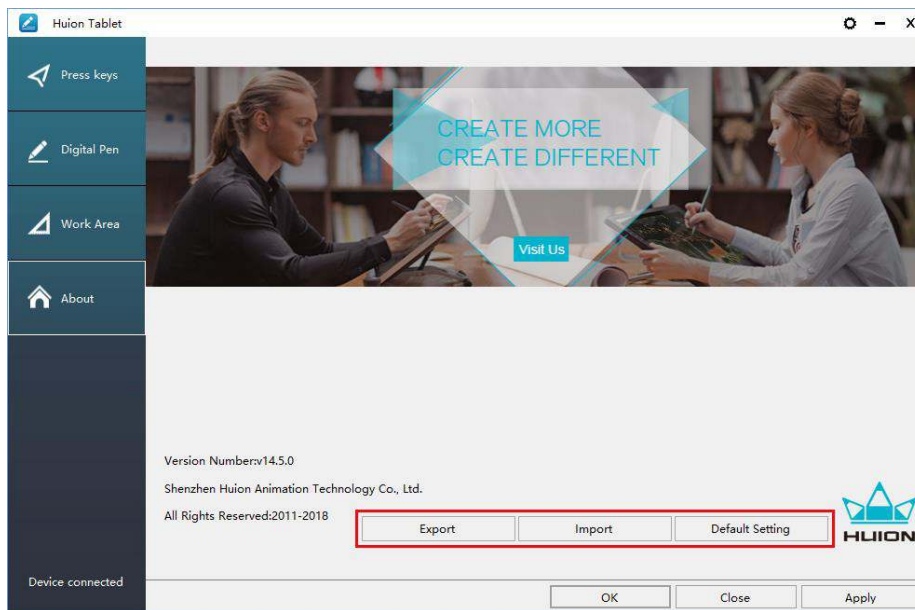 Huion Tablet
X
Press keys
Digital Pen
Work Area
About
CREATE MORE
CREATE DIFFERENT
Visit Us
Version Number:v14.5.0
Shenzhen Huion Animation Technology Co., Ltd.
All Rights Reserved:2011-2018
Export
Import
Default Setting
HUION
Device connected
OK
Close
Apply